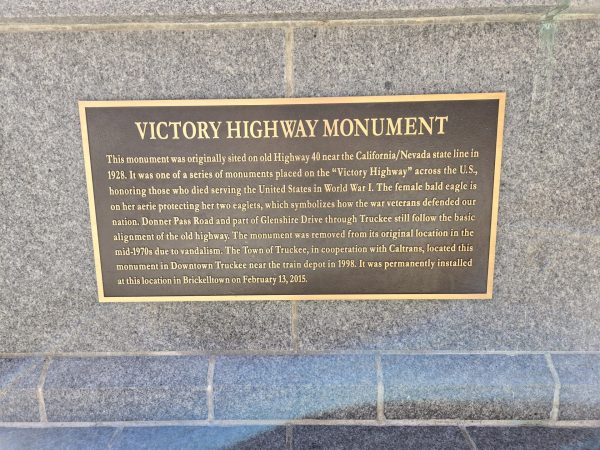 VICTORY HIGHWAY MONUMENT
This monument was originally sited on old Highway 40 near the California/Nevada state line in
1928. It was one of a series of monuments placed on the “Victory Highway” across the U.S.,
honoring those who died serving the United States in World War I. The female bald eagle is
on her aerie protecting her two eaglets, which symbolizes how the war veterans defended our
nation. Donner Pass Road and part of Glenshire Drive through Truckee still follow the basic
alignment of the old highway. The monument was removed from its original location in the
mid-1970s due to vandalism. The Town of Truckee, in cooperation with Caltrans, located this
monument in Downtown Truckee near the train depot in 1998. It was permanently installed
at this location in Brickelltown on February 13, 2015.